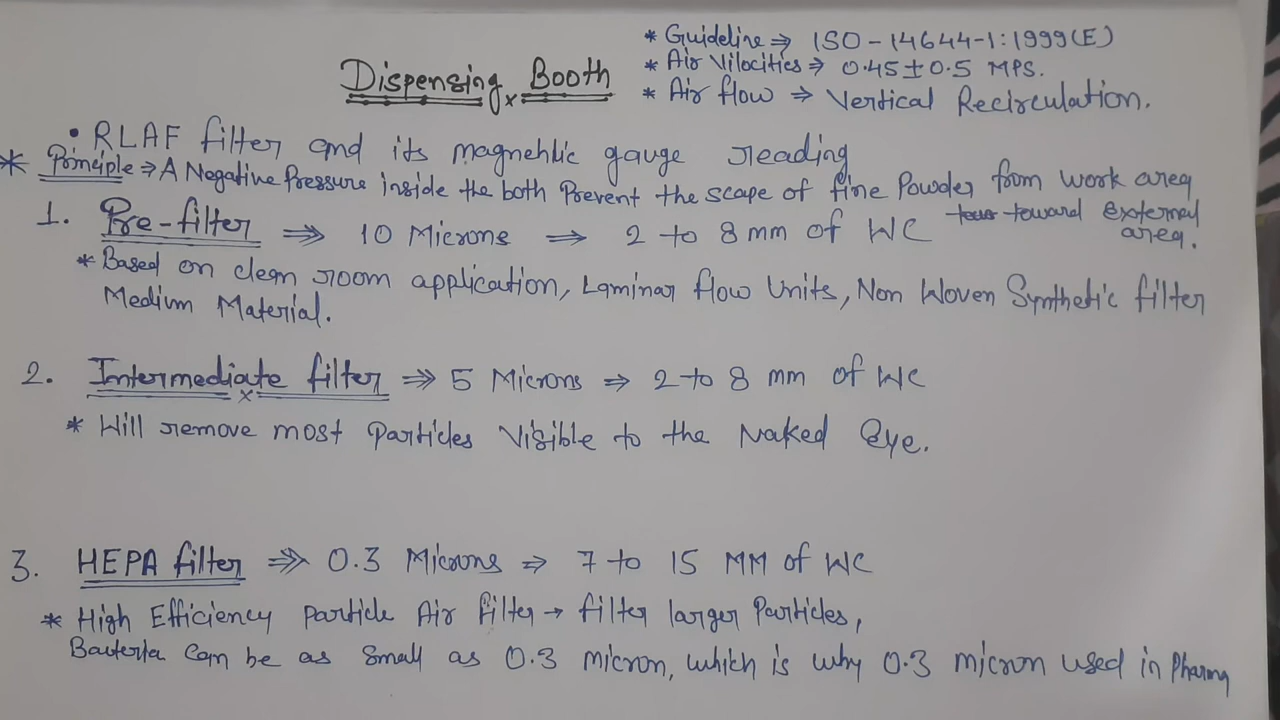 * Guideline ⇒ ISO-14644-1:1999(E)
* Air Vilocities ⇒ 0.45±0.5 MPS.
* Air flow ⇒ Vertical Recirculation.
Dispensing Booth
• RLAF filter and its magnehlic gauge reading
* Principle ⇒ A Negative Pressure inside the both Prevent the scape of fine Powder from work area
toward external
area.
1. Pre-filter ⇒ 10 Microns ⇒ 2 to 8 mm of WC
* Based on clean room application, Laminar flow Units, Non Woven Synthetic filter
Medium Material.
2. Intermediate filter ⇒ 5 Microns ⇒ 2 to 8 mm of WC
* Will remove most Particles Visible to the Naked Eye.
3. HEPA filter ⇒ 0.3 Microns ⇒ 7 to 15 MM of WC
* High Efficiency Particle Air Filter → filter larger Particles,
Bacteria Can be as Small as 0.3 micron, which is why 0.3 micron used in Pharma